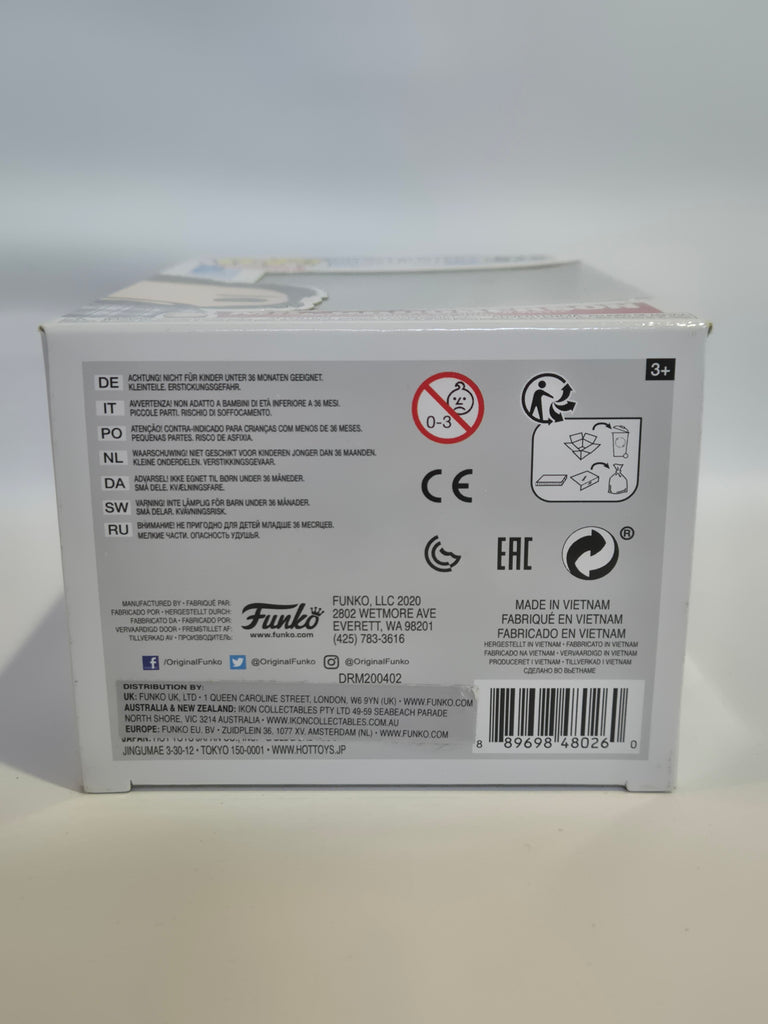 3+
DE ACHTUNG! NICHT FÜR KINDER UNTER 36 MONATEN GEEIGNET.
KLEINTEILE. ERSTICKUNGSGEFAHR.
IT AVVERTENZA! NON ADATTO A BAMBINI DI ETÀ INFERIORE A 36 MESI.
PICCOLE PARTI. RISCHIO DI SOFFOCAMENTO.
PO ATENÇÃO! CONTRA-INDICADO PARA CRIANÇAS COM MENOS DE 36 MESES.
PEQUENAS PARTES. RISCO DE ASFIXIA.
NL WAARSCHUWING! NIET GESCHIKT VOOR KINDEREN JONGER DAN 36 MAANDEN.
KLEINE ONDERDELEN. VERSTIKKINGSGEVAAR.
DA ADVARSEL! IKKE EGNET TIL BØRN UNDER 36 MÅNEDER.
SMÅ DELE. KVÆLNINGSFARE.
SW VARNING! INTE LÄMPLIG FÖR BARN UNDER 36 MÅNADER.
SMÅ DELAR. KVÄVNINGSRISK.
RU ВНИМАНИЕ! НЕ ПРИГОДНО ДЛЯ ДЕТЕЙ МЛАДШЕ 36 МЕСЯЦЕВ.
МЕЛКИЕ ЧАСТИ. ОПАСНОСТЬ УДУШЬЯ.
0-3
CE
EAC
®
MANUFACTURED BY • FABRIQUÉ PAR:
FABRICADO POR • HERGESTELLT DURCH:
FABBRICATO DA • FABRICADO POR:
VERVAARDIGD DOOR • FREMSTILLET AF:
TILLVERKAD AV • ПРОИЗВОДИТЕЛЬ:
Funko
www.funko.com
FUNKO, LLC 2020
2802 WETMORE AVE
EVERETT, WA 98201
(425) 783-3616
/OriginalFunko @OriginalFunko @OriginalFunko
DRM200402
MADE IN VIETNAM
FABRIQUÉ EN VIETNAM
FABRICADO EN VIETNAM
HERGESTELLT IN VIETNAM • FABBRICATO IN VIETNAM
FABRICADO NA VIETNAM • VERVAARDIGD IN VIETNAM
PRODUCERET I VIETNAM • TILLVERKAD I VIETNAM
СДЕЛАНО ВО ВЬЕТНАМЕ
DISTRIBUTION BY:
UK: FUNKO UK, LTD • 1 QUEEN CAROLINE STREET, LONDON, W6 9YN (UK) • WWW.FUNKO.COM
AUSTRALIA & NEW ZEALAND: IKON COLLECTABLES PTY LTD 49-59 SEABEACH PARADE
NORTH SHORE, VIC 3214 AUSTRALIA • WWW.IKONCOLLECTABLES.COM.AU
EUROPE: FUNKO EU. BV • ZUIDPLEIN 36, 1077 XV, AMSTERDAM (NL) • WWW.FUNKO.COM
JINGUMAE 3-30-12 • TOKYO 150-0001 • WWW.HOTTOYS.JP
8 89698 48026 0